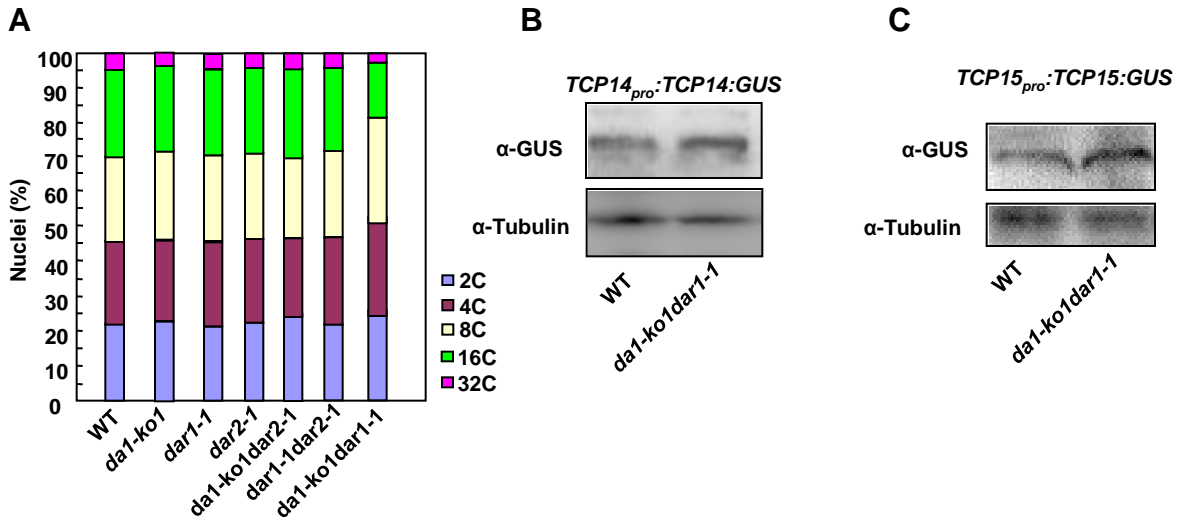 A
Nuclei (%)
100
90
80
70
60
50
40
30
20
10
0
WT
da1-ko1
dar1-1
dar2-1
da1-ko1dar2-1
dar1-1dar2-1
da1-ko1dar1-1
2C
4C
8C
16C
32C
B
TCP14pro:TCP14:GUS
α-GUS
α-Tubulin
WT
da1-ko1dar1-1
C
TCP15pro:TCP15:GUS
α-GUS
α-Tubulin
WT
da1-ko1dar1-1